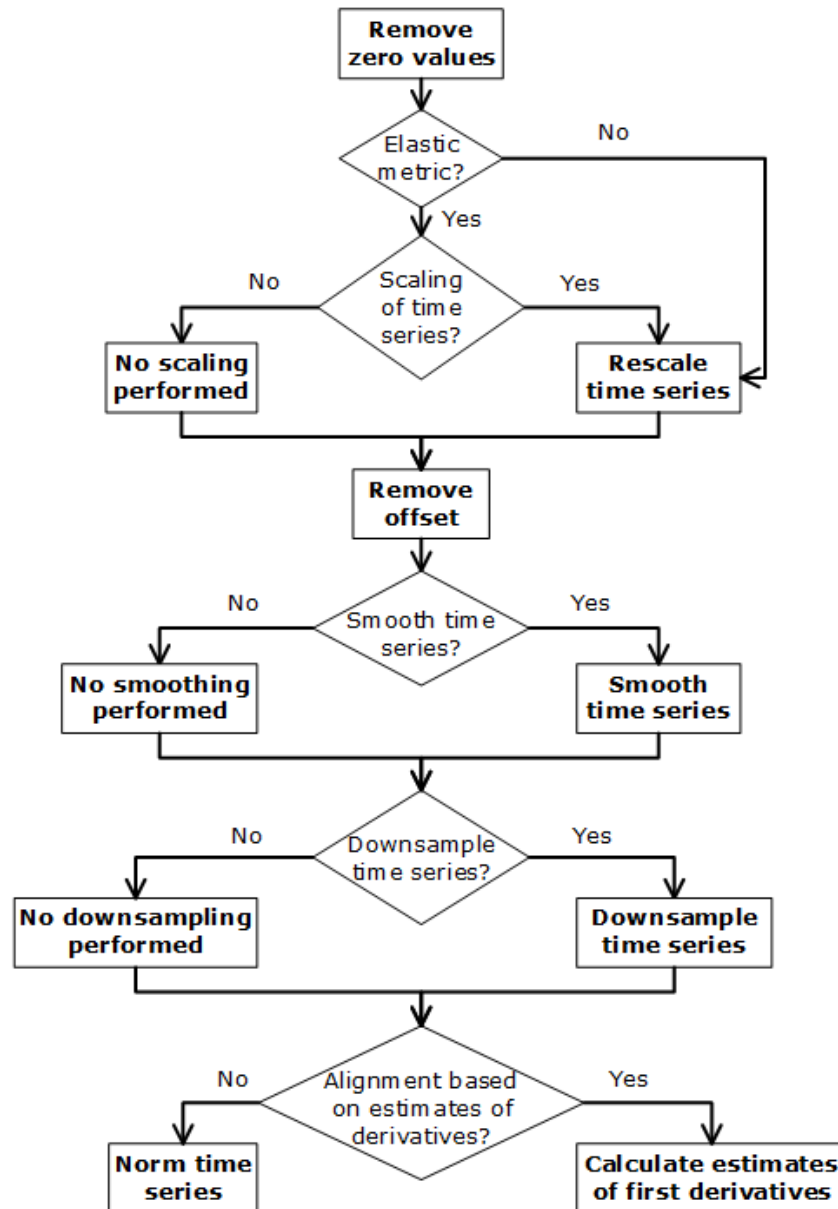 Remove
zero values
Elastic
metric?
No
Yes
No
Scaling
of time
series?
Yes
No scaling
performed
Rescale
time series
Remove
offset
No
Smooth time
series?
Yes
No smoothing
performed
Smooth
time series
No
Downsample
time series?
Yes
No downsampling
performed
Downsample
time series
No
Alignment based
on estimates of
derivatives?
Yes
Norm time
series
Calculate estimates
of first derivatives